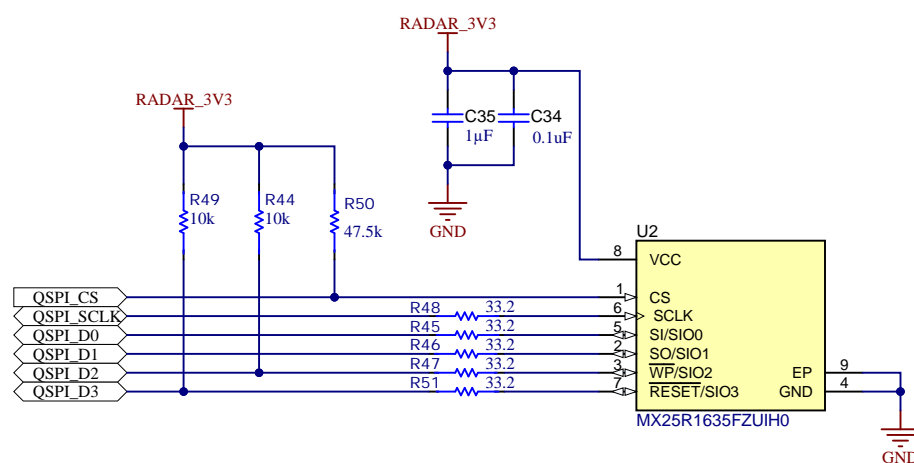 RADAR_3V3
C35
1µF
C34
0.1uF
GND
RADAR_3V3
R49
10k
R44
10k
R50
47.5k
U2
8
VCC
QSPI_CS
1
CS
QSPI_SCLK
R48
33.2
6
SCLK
QSPI_D0
R45
33.2
5
SI/SIO0
QSPI_D1
R46
33.2
2
SO/SIO1
QSPI_D2
R47
33.2
3
WP/SIO2
EP
9
QSPI_D3
R51
33.2
7
RESET/SIO3
GND
4
MX25R1635FZUIH0
GND